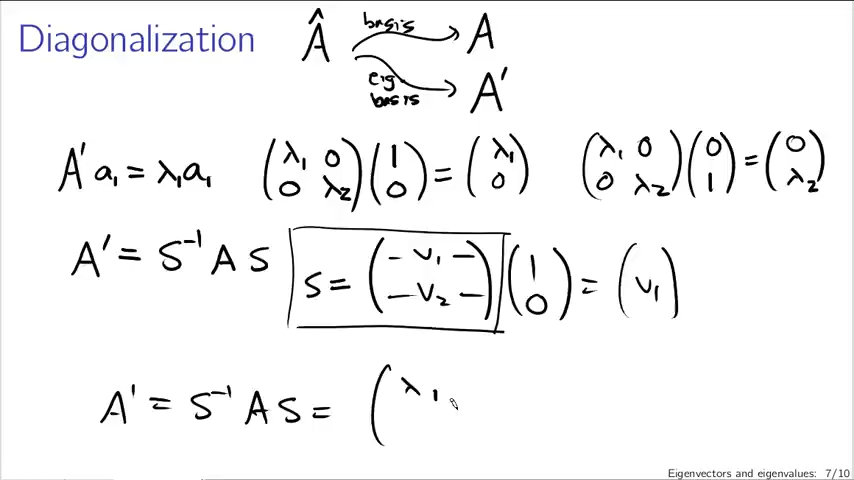 Diagonalization
Â basis A
eig basis A'
A' a₁ = λ₁a₁ (λ₁ 0 0 λ₂)(1 0) = (λ₁ 0) (λ₁ 0 0 λ₂)(0 1) = (0 λ₂)
A' = S⁻¹ A S S = (— v₁ — — v₂ —)(1 0) = (v₁)
A' = S⁻¹ A S = (λ₁
Eigenvectors and eigenvalues: 7/10